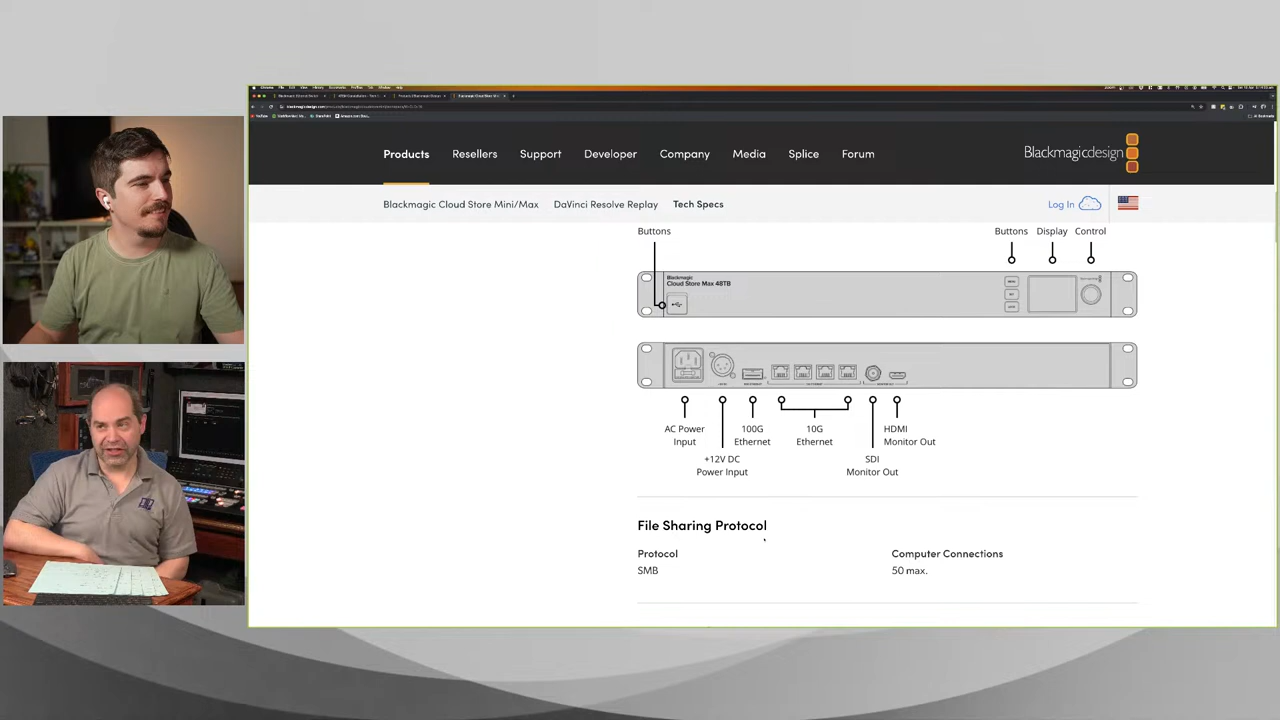 Products
Resellers
Support
Developer
Company
Media
Splice
Forum
Blackmagicdesign
Blackmagic Cloud Store Mini/Max
DaVinci Resolve Replay
Tech Specs
Log In
Buttons
Buttons
Display
Control
Blackmagic
Cloud Store Max 48TB
AC Power
Input
+12V DC
Power Input
100G
Ethernet
10G
Ethernet
SDI
Monitor Out
HDMI
Monitor Out
File Sharing Protocol
Protocol
SMB
Computer Connections
50 max.